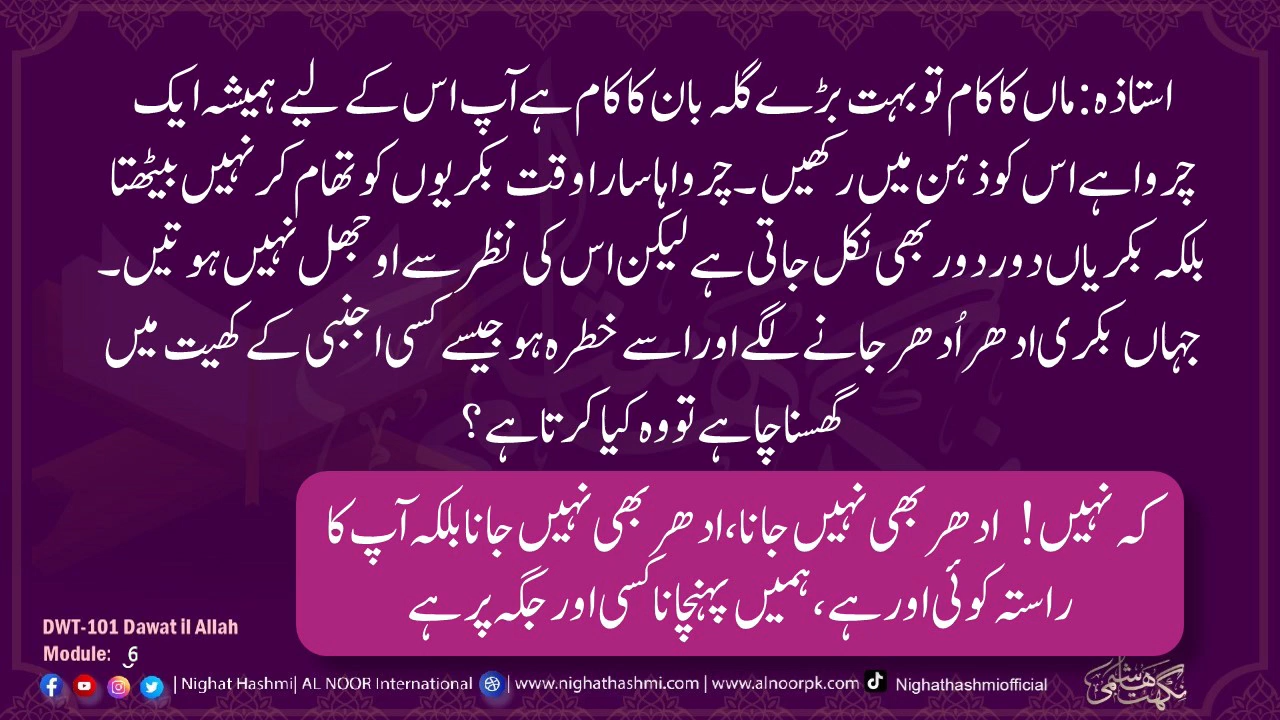 استاذہ: ماں کا کام تو بہت بڑے گلہ بان کا کام ہے آپ اس کے لیے ہمیشہ ایک
چرواہے اس کو ذہن میں رکھیں۔ چرواہا سارا وقت بکریوں کو تھام کر نہیں بیٹھتا
بلکہ بکریاں دور دور بھی نکل جاتی ہے لیکن اس کی نظر سے اوجھل نہیں ہوتیں۔
جہاں بکری ادھر اُدھر جانے لگے اور اسے خطرہ ہو جیسے کسی اجنبی کے کھیت میں
گھسنا چاہے تو وہ کیا کرتا ہے؟
کہ نہیں! ادھر بھی نہیں جانا، ادھر بھی نہیں جانا بلکہ آپ کا
راستہ کوئی اور ہے، ہمیں پہنچانا کسی اور جگہ پر ہے
DWT-101 Dawat il Allah
Module: 6
| Nighat Hashmi| AL NOOR International | www.nighathashmi.com | www.alnoorpk.com Nighathashmiofficial
نگہت ہاشمی